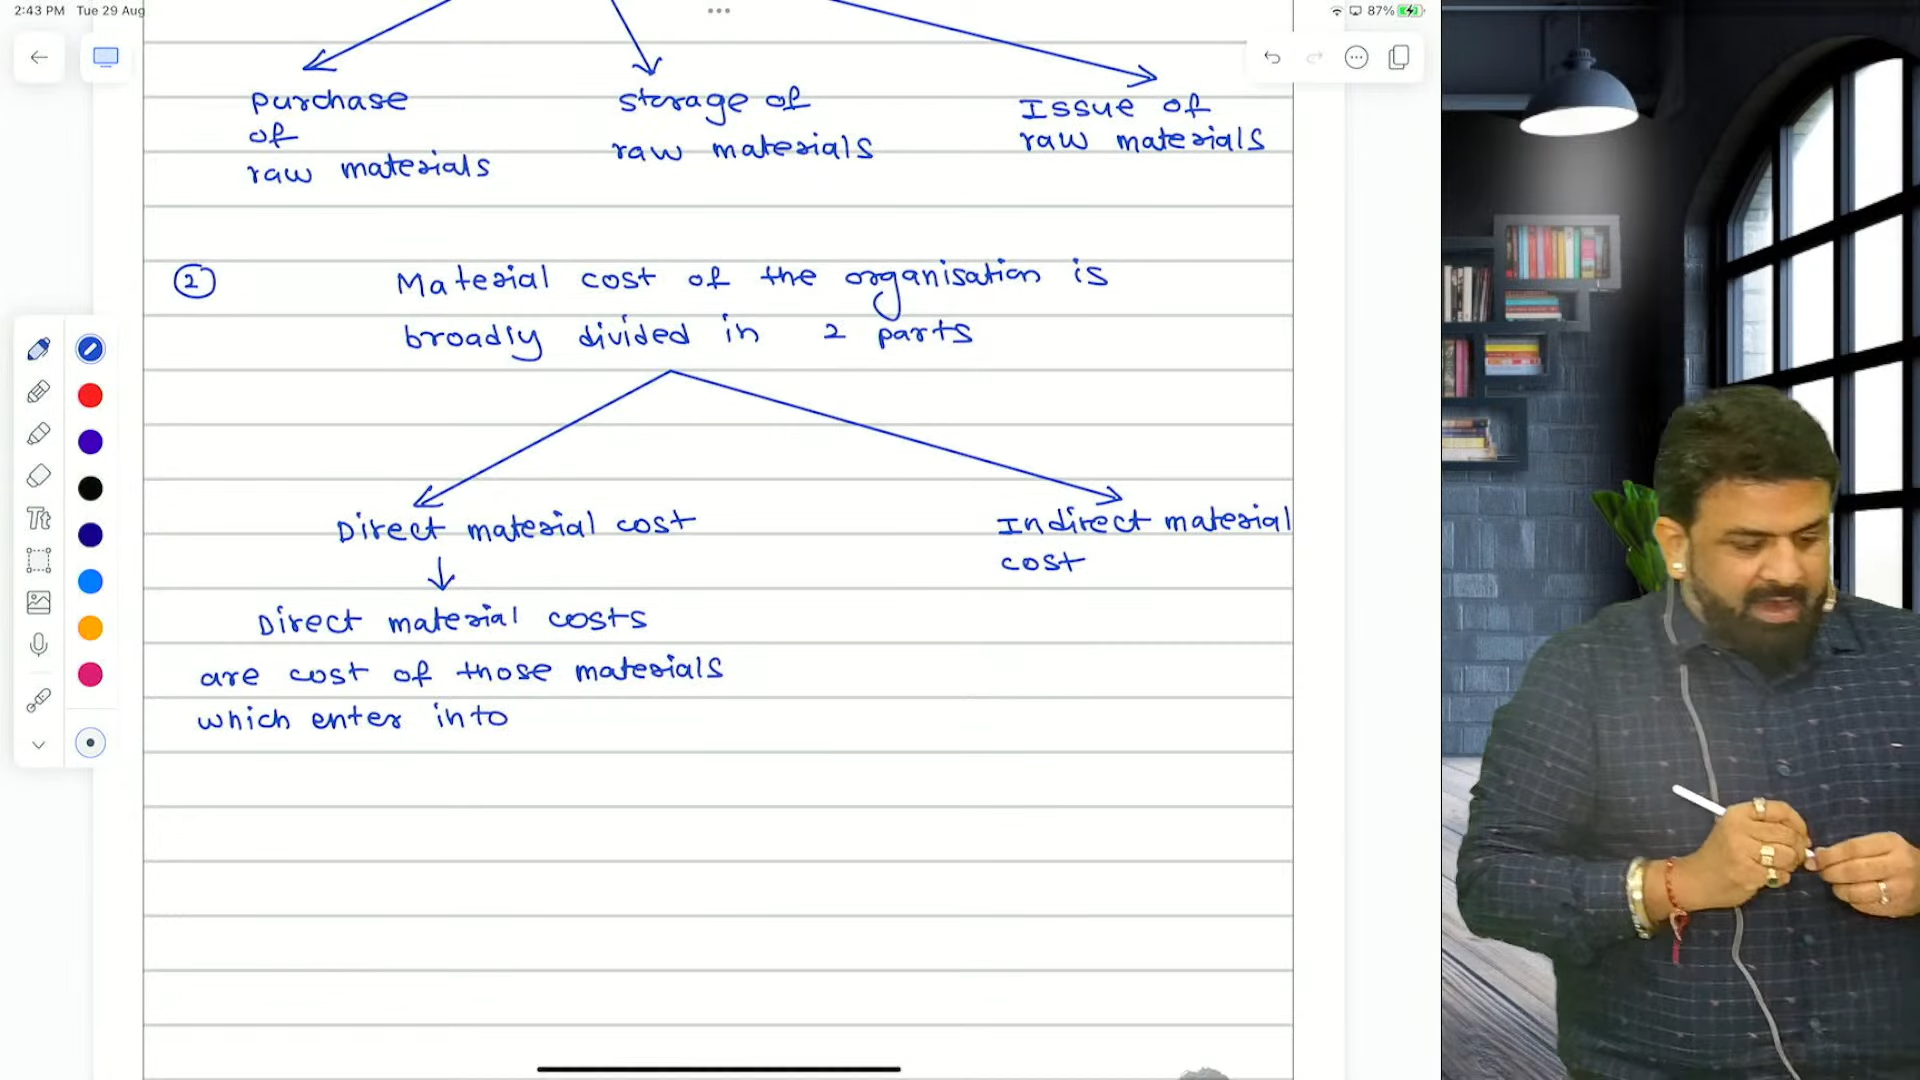 2:43 PM Tue 29 Aug
87%
purchase
of
raw materials
storage of
raw materials
Issue of
raw materials
2
Material cost of the organisation is
broadly divided in 2 parts
Direct material cost
Indirect material
cost
Direct material costs
are cost of those materials
which enter into
Tt